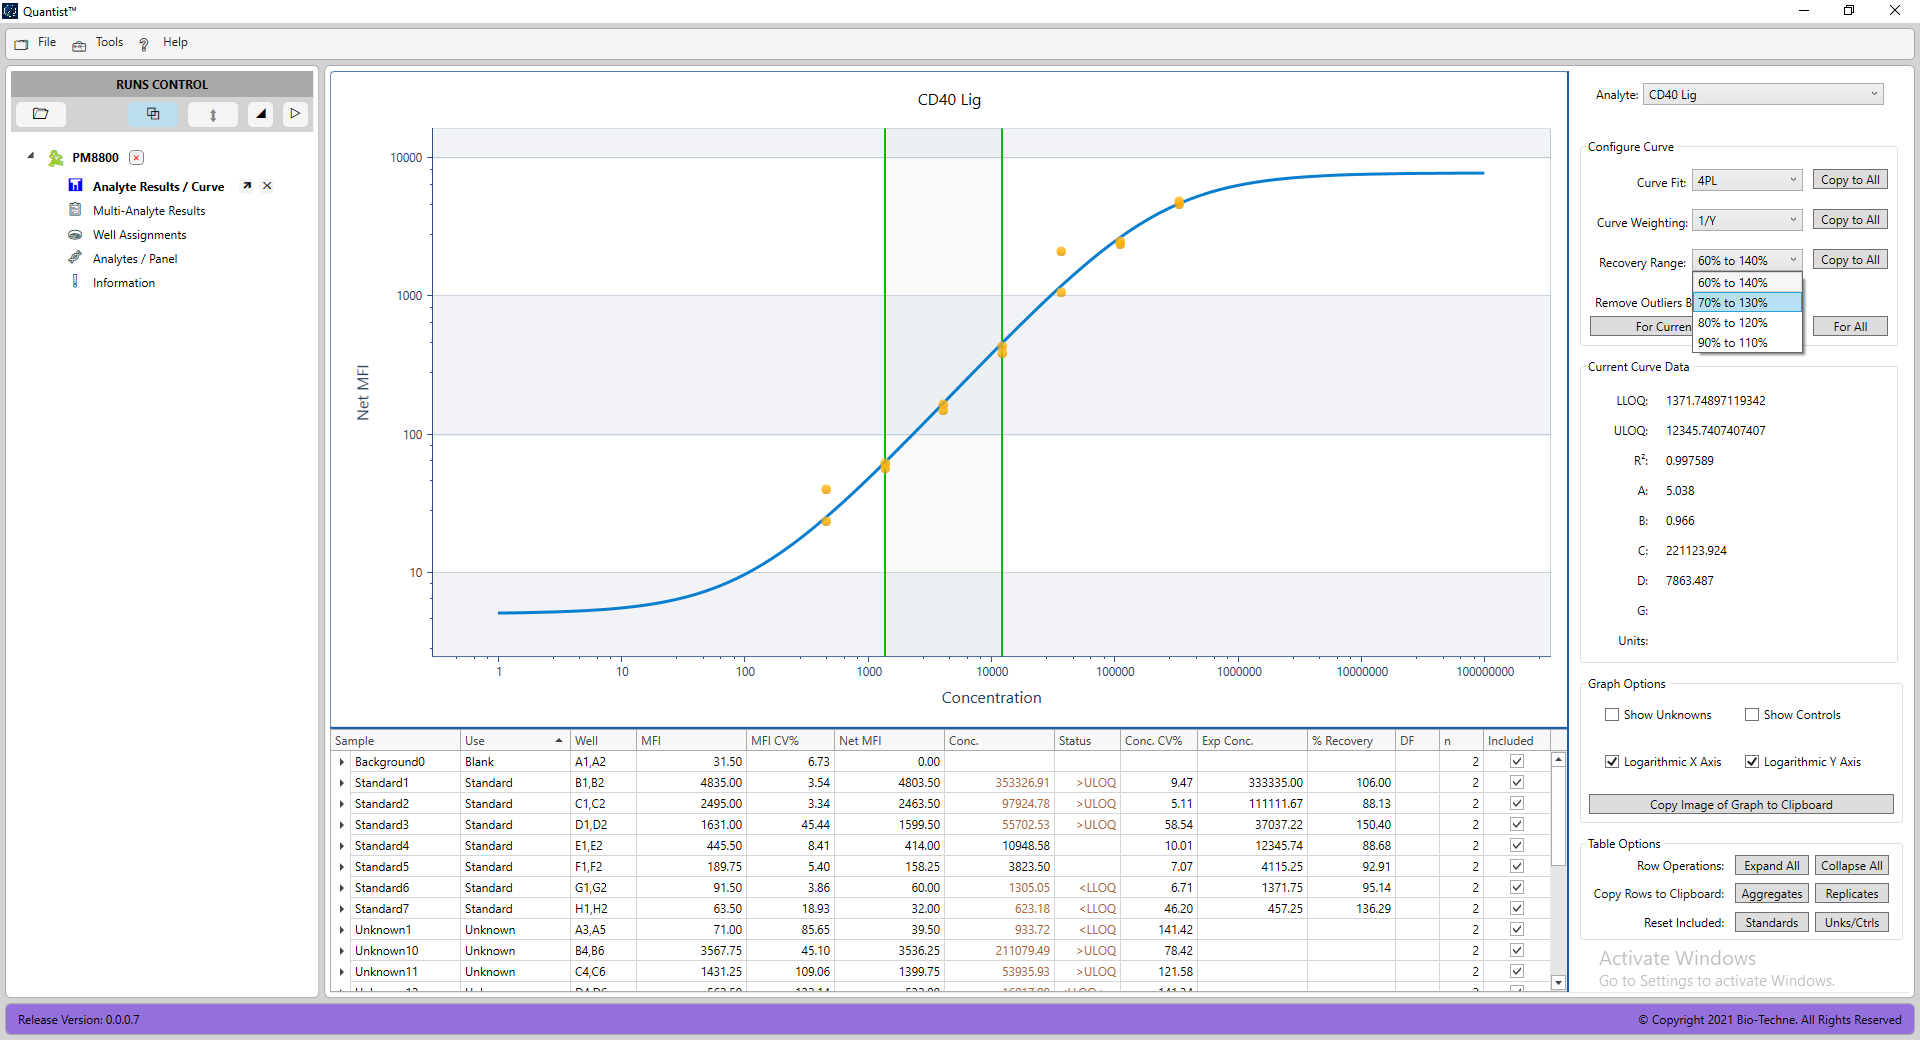 Quantist™
File Tools Help
RUNS CONTROL
PM8800
Analyte Results / Curve
Multi-Analyte Results
Well Assignments
Analytes / Panel
Information
CD40 Lig
10000
1000
100
10
Net MFI
1 10 100 1000 10000 100000 1000000 10000000 100000000
Concentration
Analyte: CD40 Lig
Configure Curve
Curve Fit: 4PL Copy to All
Curve Weighting: 1/Y Copy to All
Recovery Range: 60% to 140% Copy to All
60% to 140%
Remove Outliers B 70% to 130%
80% to 120%
For Curren For All
90% to 110%
Current Curve Data
LLOQ: 1371.74897119342
ULOQ: 12345.7407407407
R²: 0.997589
A: 5.038
B: 0.966
C: 221123.924
D: 7863.487
G:
Units:
Graph Options
Show Unknowns Show Controls
Logarithmic X Axis Logarithmic Y Axis
Copy Image of Graph to Clipboard
Table Options
Row Operations: Expand All Collapse All
Copy Rows to Clipboard: Aggregates Replicates
Reset Included: Standards Unks/Ctrls
Activate Windows
Go to Settings to activate Windows.
Sample Use Well MFI MFI CV% Net MFI Conc. Status Conc. CV% Exp Conc. % Recovery DF n Included
Background0 Blank A1,A2 31.50 6.73 0.00 2
Standard1 Standard B1,B2 4835.00 3.54 4803.50 353326.91 >ULOQ 9.47 333335.00 106.00 2
Standard2 Standard C1,C2 2495.00 3.34 2463.50 97924.78 >ULOQ 5.11 111111.67 88.13 2
Standard3 Standard D1,D2 1631.00 45.44 1599.50 55702.53 >ULOQ 58.54 37037.22 150.40 2
Standard4 Standard E1,E2 445.50 8.41 414.00 10948.58 10.01 12345.74 88.68 2
Standard5 Standard F1,F2 189.75 5.40 158.25 3823.50 7.07 4115.25 92.91 2
Standard6 Standard G1,G2 91.50 3.86 60.00 1305.05 <LLOQ 6.71 1371.75 95.14 2
Standard7 Standard H1,H2 63.50 18.93 32.00 623.18 <LLOQ 46.20 457.25 136.29 2
Unknown1 Unknown A3,A5 71.00 85.65 39.50 933.72 <LLOQ 141.42 2
Unknown10 Unknown B4,B6 3567.75 45.10 3536.25 211079.49 >ULOQ 78.42 2
Unknown11 Unknown C4,C6 1431.25 109.06 1399.75 53935.93 >ULOQ 121.58 2
Release Version: 0.0.0.7
© Copyright 2021 Bio-Techne. All Rights Reserved